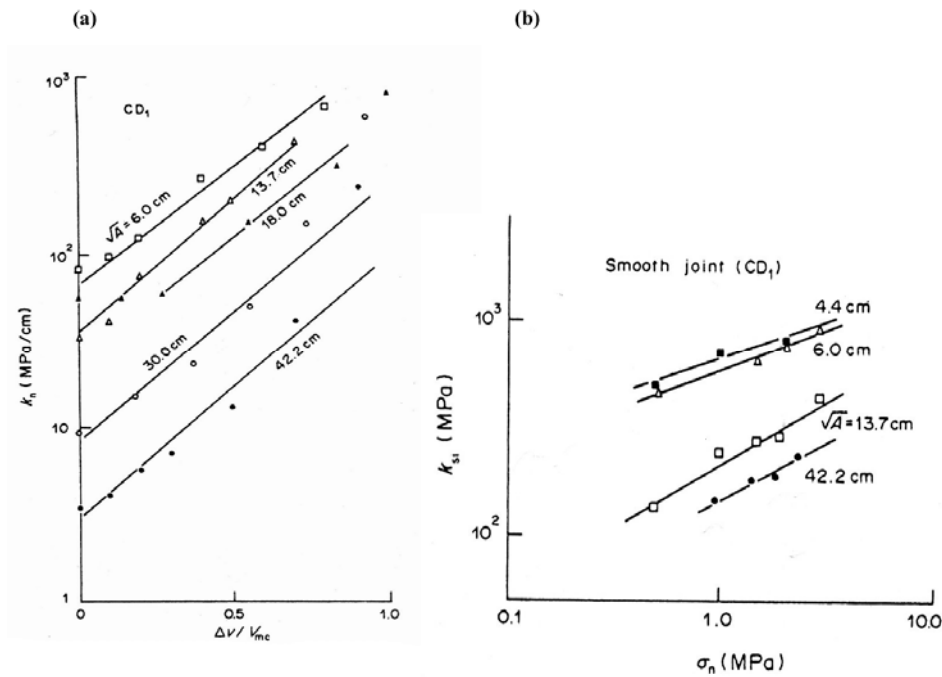 (a)
(b)
10³
CD₁
√A = 6.0 cm
13.7 cm
18.0 cm
10²
kₙ (MPa/cm)
30.0 cm
42.2 cm
10
1
0
0.5
1.0
Δv / Vmc
Smooth joint (CD₁)
10³
4.4 cm
6.0 cm
kₛᵢ (MPa)
√A = 13.7 cm
42.2 cm
10²
0.1
1.0
10.0
σₙ (MPa)